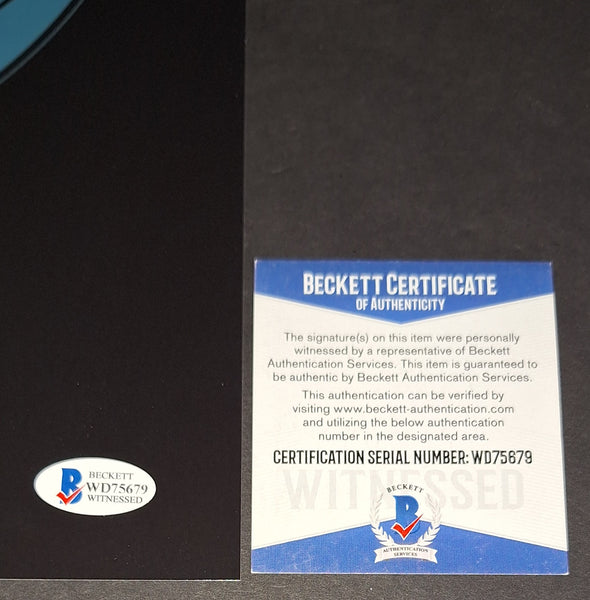 BECKETT
WD75679
WITNESSED
BECKETT CERTIFICATE
OF AUTHENTICITY
The signature(s) on this item were personally
witnessed by a representative of Beckett
Authentication Services. This item is guaranteed to
be authentic by Beckett Authentication Services.
This authentication can be verified by
visiting www.beckett-authentication.com
and utilizing the below authentication
number in the designated area.
CERTIFICATION SERIAL NUMBER: WD75679
WITNESSED
BECKETT
B
AUTHENTICATION
SERVICES